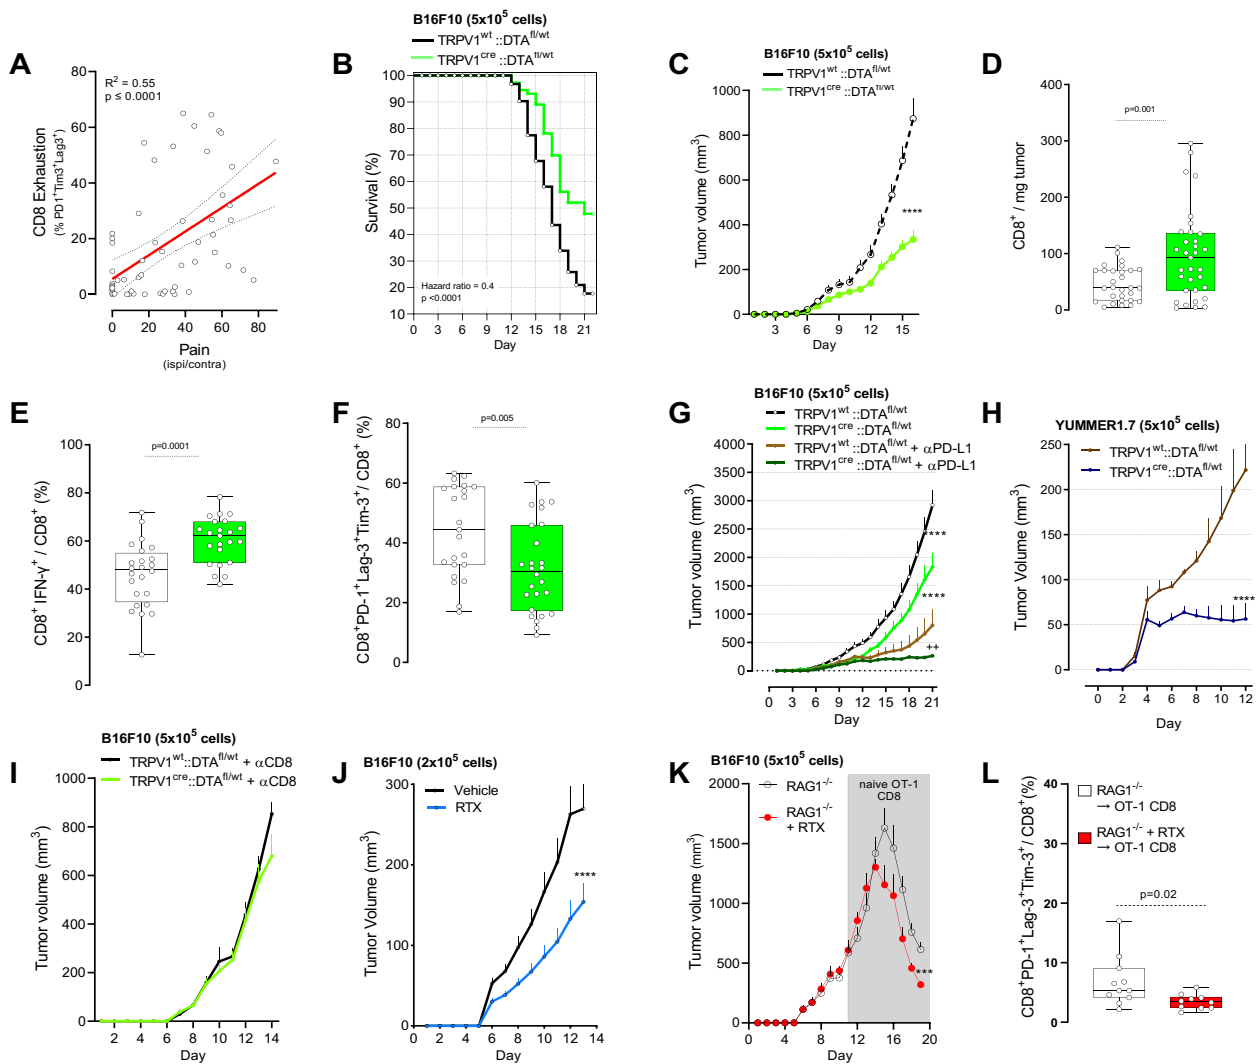 A
R² = 0.55
p ≤ 0.0001
CD8 Exhaustion
(% PD1⁺Tim3⁺Lag3⁺)
80
60
40
20
0
0 20 40 60 80
Pain
(ispi/contra)
B
B16F10 (5x10⁵ cells)
TRPV1ʷᵗ::DTAᶠˡ/ʷᵗ
TRPV1ᶜʳᵉ::DTAᶠˡ/ʷᵗ
Survival (%)
100
90
80
70
60
50
40
30
20
10
Hazard ratio = 0.4
p <0.0001
0 3 6 9 12 15 18 21
Day
C
B16F10 (5x10⁵ cells)
TRPV1ʷᵗ::DTAᶠˡ/ʷᵗ
TRPV1ᶜʳᵉ::DTAᶠˡ/ʷᵗ
Tumor volume (mm³)
1000
800
600
400
200
0
****
3 6 9 12 15
Day
D
CD8⁺ / mg tumor
400
300
200
100
0
p=0.001
E
CD8⁺ IFN-γ⁺ / CD8⁺ (%)
100
80
60
40
20
0
p=0.0001
F
CD8⁺PD-1⁺Lag-3⁺Tim-3⁺/ CD8⁺ (%)
80
60
40
20
0
p=0.005
G
B16F10 (5x10⁵ cells)
TRPV1ʷᵗ::DTAᶠˡ/ʷᵗ
TRPV1ᶜʳᵉ::DTAᶠˡ/ʷᵗ
TRPV1ʷᵗ::DTAᶠˡ/ʷᵗ + αPD-L1
TRPV1ᶜʳᵉ::DTAᶠˡ/ʷᵗ + αPD-L1
Tumor volume (mm³)
4000
3500
3000
2500
2000
1500
1000
500
0
****
****
++
0 3 6 9 12 15 18 21
Day
H
YUMMER1.7 (5x10⁵ cells)
TRPV1ʷᵗ::DTAᶠˡ/ʷᵗ
TRPV1ᶜʳᵉ::DTAᶠˡ/ʷᵗ
Tumor Volume (mm³)
250
200
150
100
50
0
****
0 2 4 6 8 10 12
Day
I
B16F10 (5x10⁵ cells)
TRPV1ʷᵗ::DTAᶠˡ/ʷᵗ + αCD8
TRPV1ᶜʳᵉ::DTAᶠˡ/ʷᵗ + αCD8
Tumor volume (mm³)
1000
800
600
400
200
0
2 4 6 8 10 12 14
Day
J
B16F10 (2x10⁵ cells)
Vehicle
RTX
Tumor Volume (mm³)
300
200
100
0
****
0 2 4 6 8 10 12 14
Day
K
B16F10 (5x10⁵ cells)
RAG1⁻/⁻
RAG1⁻/⁻
+ RTX
naive OT-1
CD8
Tumor volume (mm³)
2000
1500
1000
500
0
***
0 4 8 12 16 20
Day
L
CD8⁺PD-1⁺Lag-3⁺Tim-3⁺/ CD8⁺(%)
40
30
20
10
0
RAG1⁻/⁻
→ OT-1 CD8
RAG1⁻/⁻ + RTX
→ OT-1 CD8
p=0.02